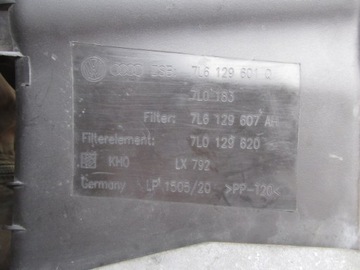 7L6 129 601
7L0 183
Filter: 7L6 129 607 AH
Filterelement: 7L0 129 620
LX 792
Germany LP 1505/20 >PP-T20<